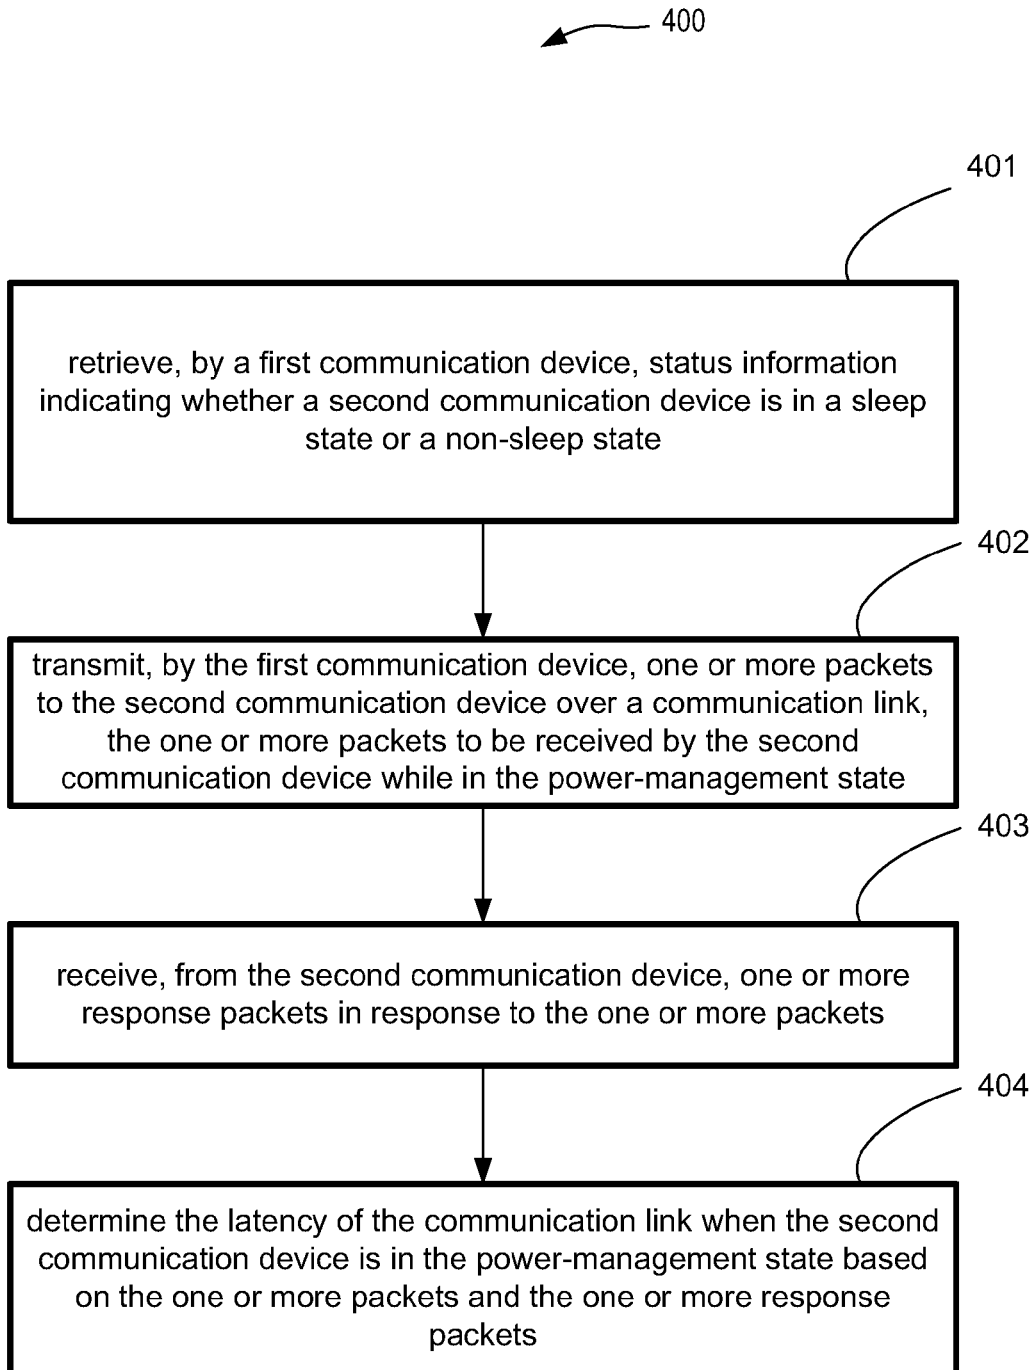 400
401
retrieve, by a first communication device, status information
indicating whether a second communication device is in a sleep
state or a non-sleep state
402
transmit, by the first communication device, one or more packets
to the second communication device over a communication link,
the one or more packets to be received by the second
communication device while in the power-management state
403
receive, from the second communication device, one or more
response packets in response to the one or more packets
404
determine the latency of the communication link when the second
communication device is in the power-management state based
on the one or more packets and the one or more response
packets